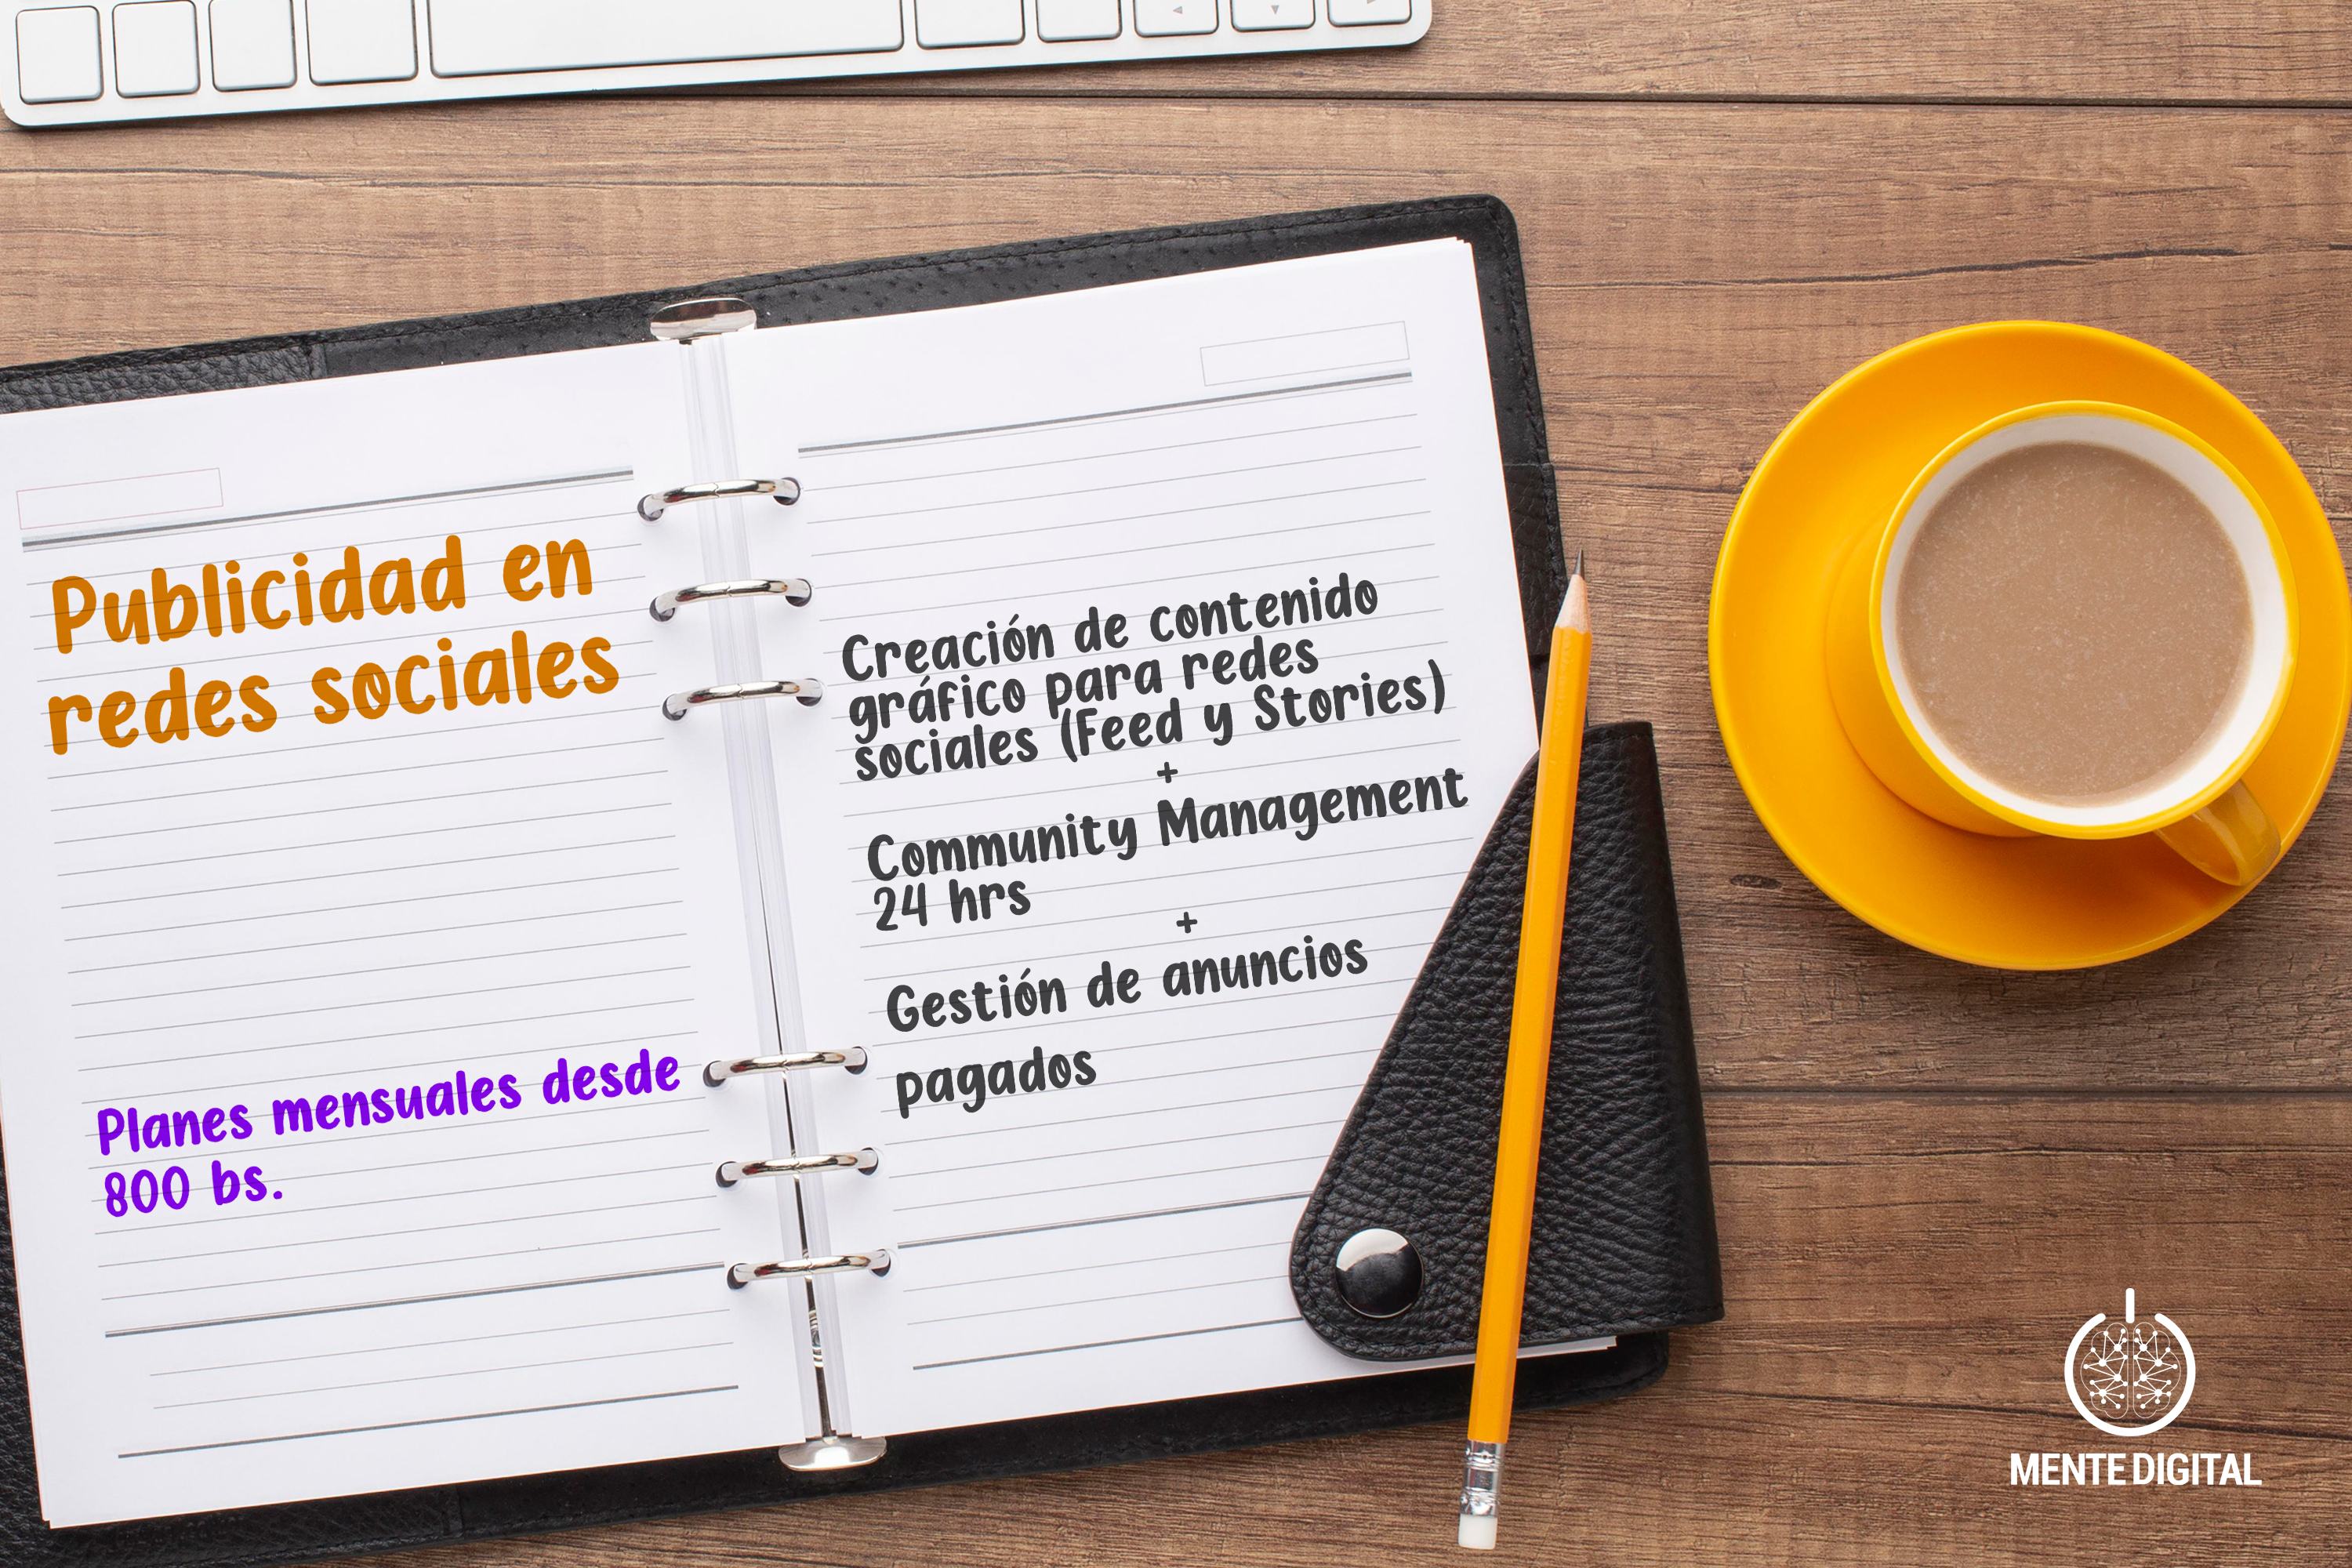 Publicidad en
redes sociales
Planes mensuales desde
800 bs.
Creación de contenido
gráfico para redes
sociales (Feed y Stories)
+
Community Management
24 hrs
+
Gestión de anuncios
pagados
MENTE DIGITAL